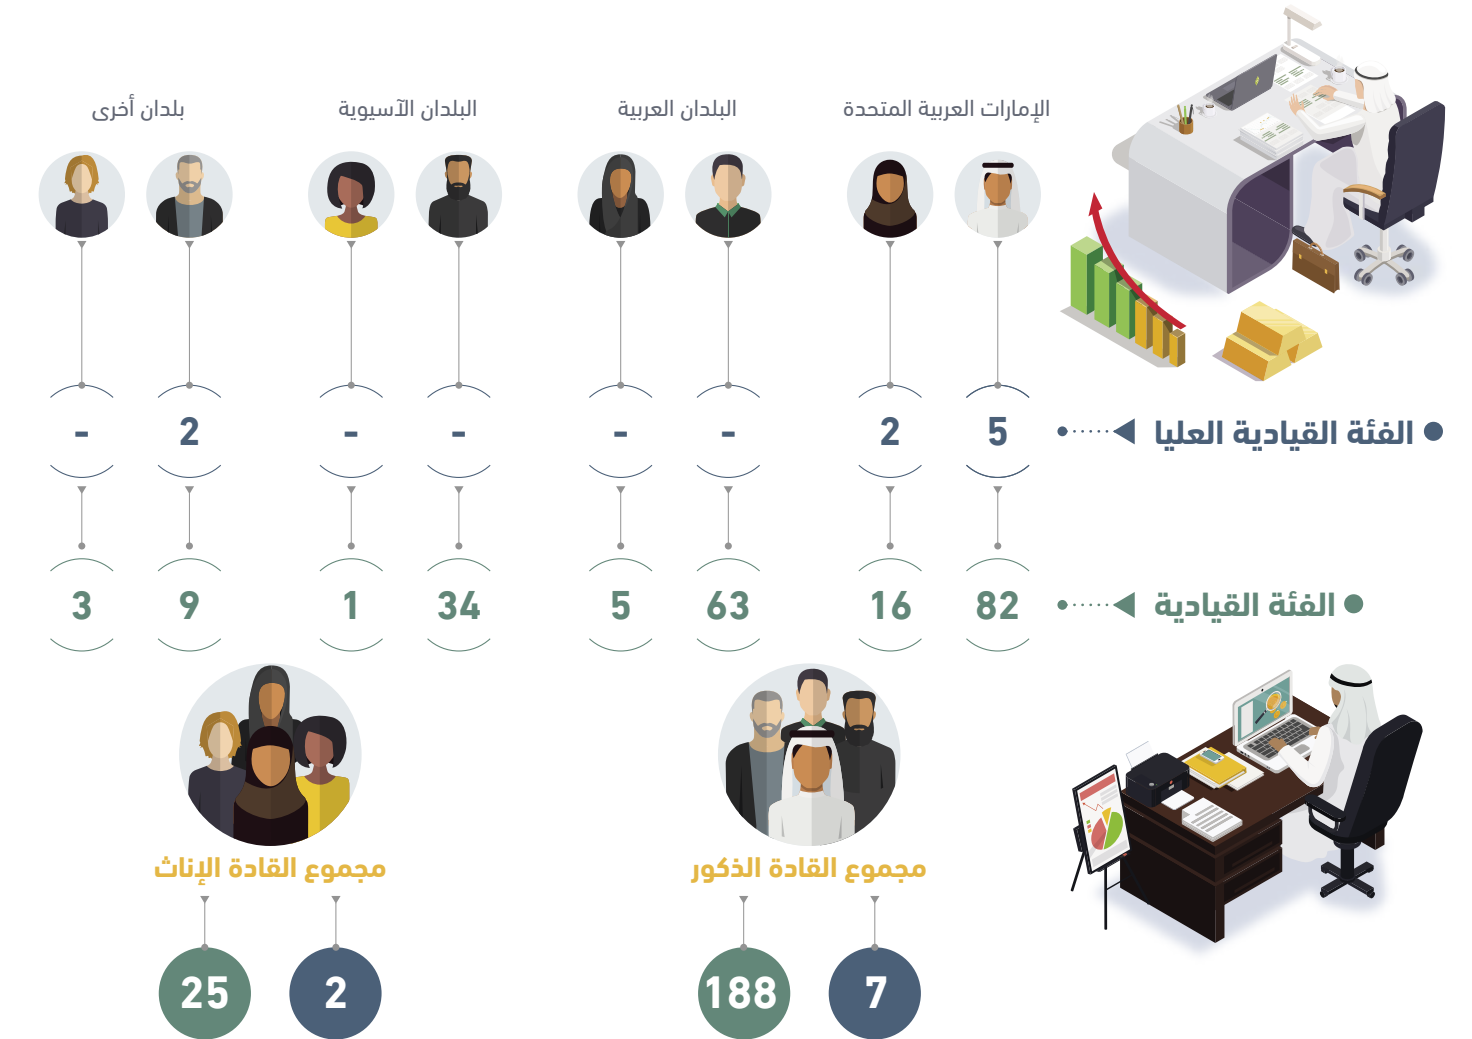 الإمارات العربية المتحدة البلدان العربية البلدان الآسيوية بلدان أخرى
الفئة القيادية العليا 5 2 - - - - 2 -
الفئة القيادية 82 16 63 5 34 1 9 3
مجموع القادة الذكور مجموع القادة الإناث
7 188 2 25